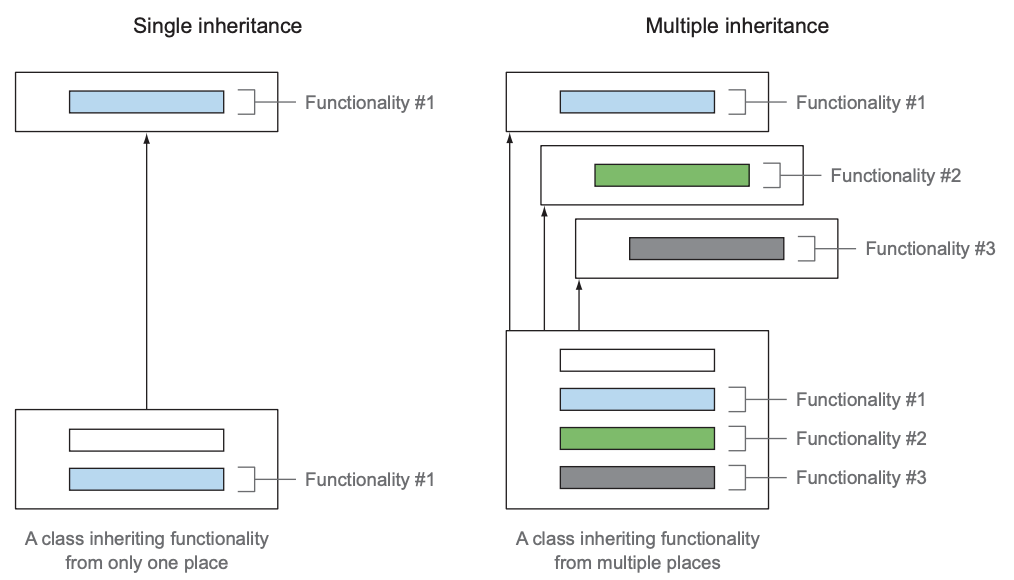 Single inheritance
Functionality #1
Functionality #1
A class inheriting functionality
from only one place
Multiple inheritance
Functionality #1
Functionality #2
Functionality #3
Functionality #1
Functionality #2
Functionality #3
A class inheriting functionality
from multiple places